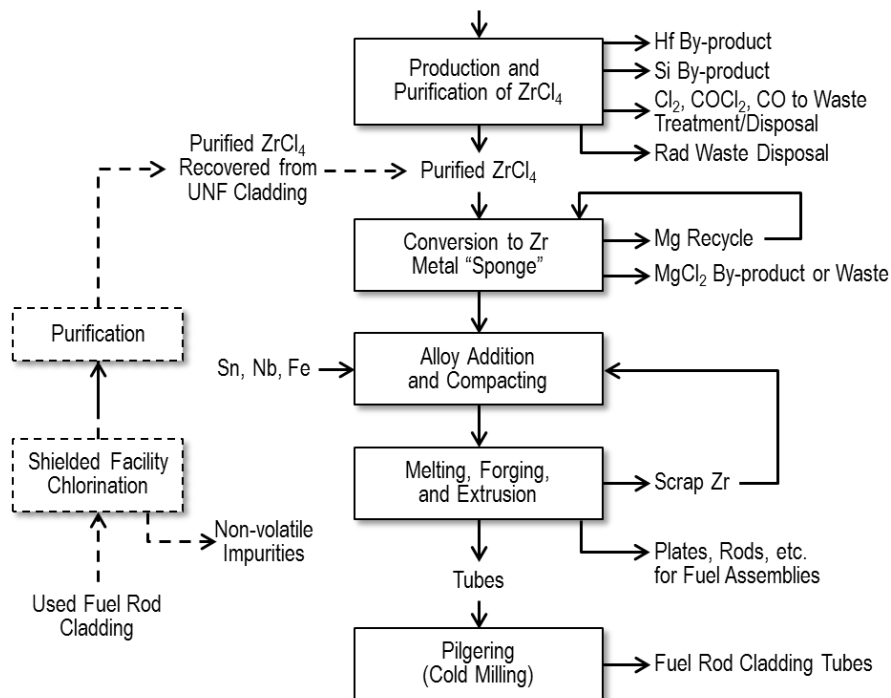 Production and
Purification of ZrCl₄
Hf By-product
Si By-product
Cl₂, COCl₂, CO to Waste
Treatment/Disposal
Rad Waste Disposal
Purified ZrCl₄
Recovered from
UNF Cladding
Purified ZrCl₄
Conversion to Zr
Metal “Sponge”
Mg Recycle
MgCl₂ By-product or Waste
Purification
Sn, Nb, Fe
Alloy Addition
and Compacting
Shielded Facility
Chlorination
Melting, Forging,
and Extrusion
Scrap Zr
Non-volatile
Impurities
Plates, Rods, etc.
for Fuel Assemblies
Tubes
Used Fuel Rod
Cladding
Pilgering
(Cold Milling)
Fuel Rod Cladding Tubes